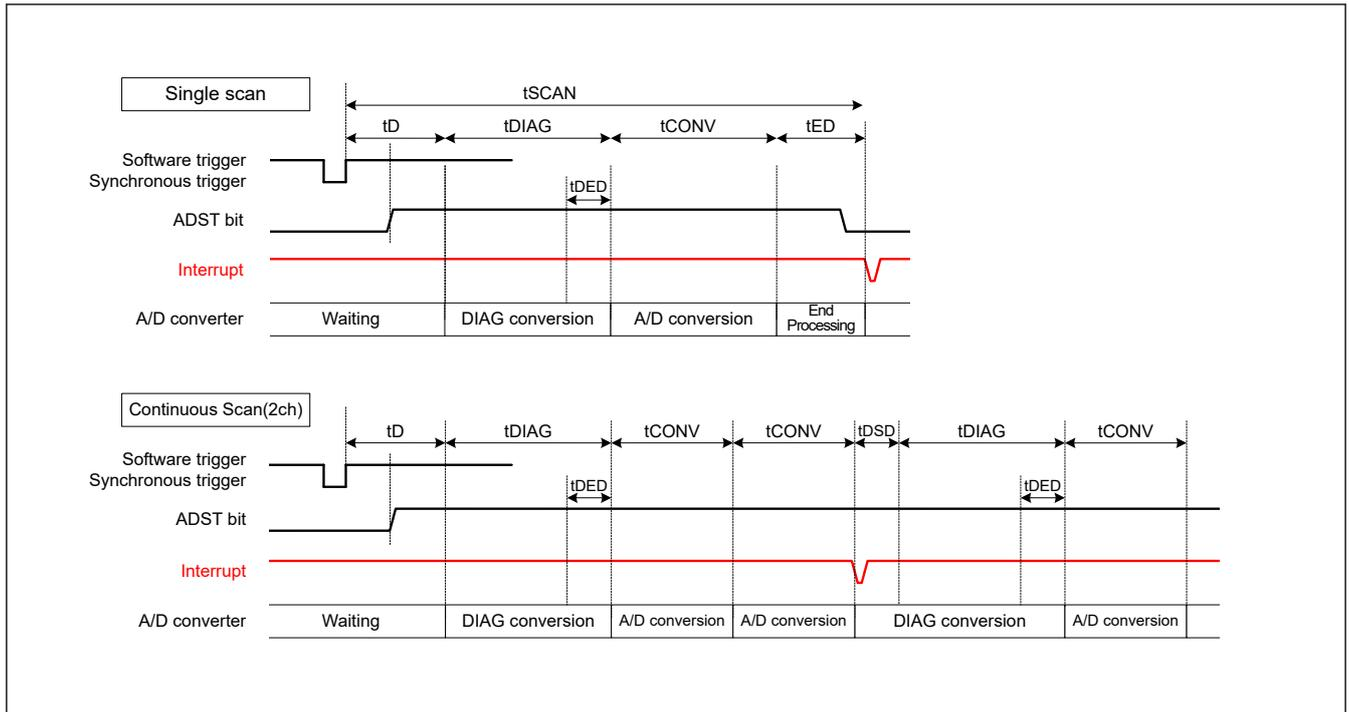 Single scan
tSCAN
tD tDIAG tCONV tED
Software trigger
Synchronous trigger
tDED
ADST bit
Interrupt
A/D converter Waiting DIAG conversion A/D conversion End
Processing
Continuous Scan(2ch)
tD tDIAG tCONV tCONV tDSD tDIAG tCONV
Software trigger
Synchronous trigger
tDED tDED
ADST bit
Interrupt
A/D converter Waiting DIAG conversion A/D conversion A/D conversion DIAG conversion A/D conversion